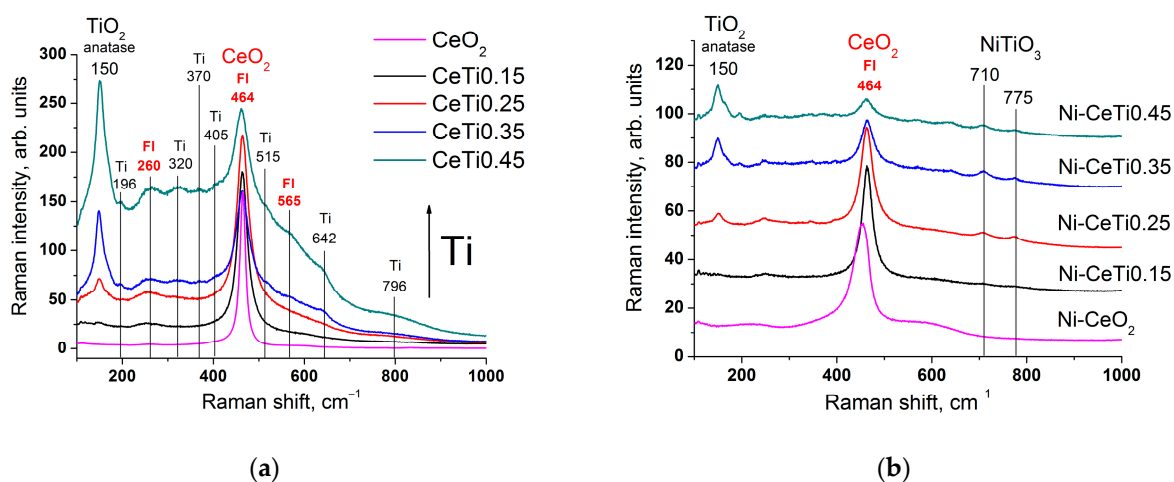 TiO2
anatase
150
Ti
196
Fl
260
Ti
320
Ti
370
Ti
405
CeO2
Fl
464
Ti
515
Fl
565
Ti
642
Ti
796
CeO2
CeTi0.15
CeTi0.25
CeTi0.35
CeTi0.45
Ti
300
250
200
150
100
50
0
Raman intensity, arb. units
200 400 600 800 1000
Raman shift, cm⁻¹
(a)
TiO2
anatase
150
CeO2
Fl
464
NiTiO3
710
775
Ni-CeTi0.45
Ni-CeTi0.35
Ni-CeTi0.25
Ni-CeTi0.15
Ni-CeO2
120
100
80
60
40
20
0
Raman intensity, arb. units
200 400 600 800 1000
Raman shift, cm⁻¹
(b)